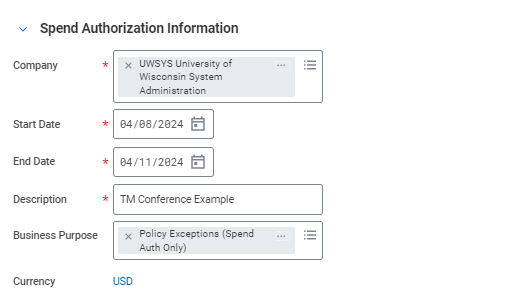 Spend Authorization Information
Company * × UWSYS University of
Wisconsin System
Administration
Start Date * 04/08/2024
End Date * 04/11/2024
Description * TM Conference Example
Business Purpose × Policy Exceptions (Spend
Auth Only)
Currency USD